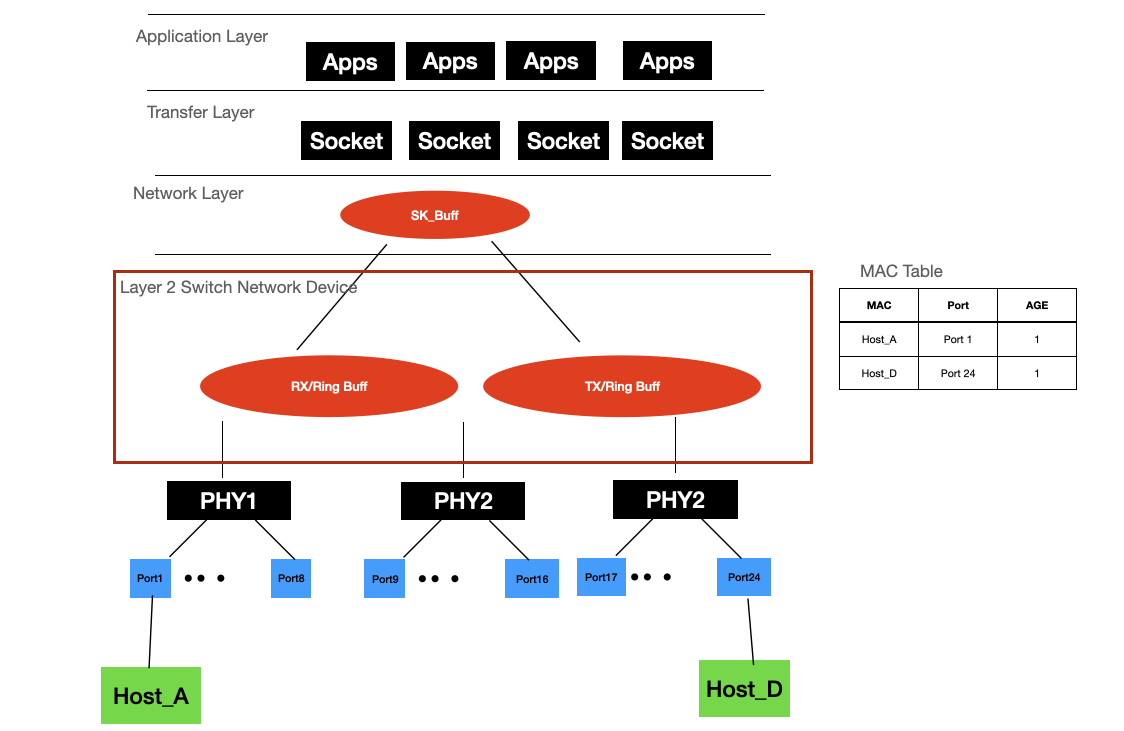 Application Layer
Apps Apps Apps Apps
Transfer Layer
Socket Socket Socket Socket
Network Layer
SK_Buff
Layer 2 Switch Network Device
RX/Ring Buff TX/Ring Buff
MAC Table
MAC Port AGE
Host_A Port 1 1
Host_D Port 24 1
PHY1 PHY2 PHY2
Port1 Port8 Port9 Port16 Port17 Port24
Host_A Host_D